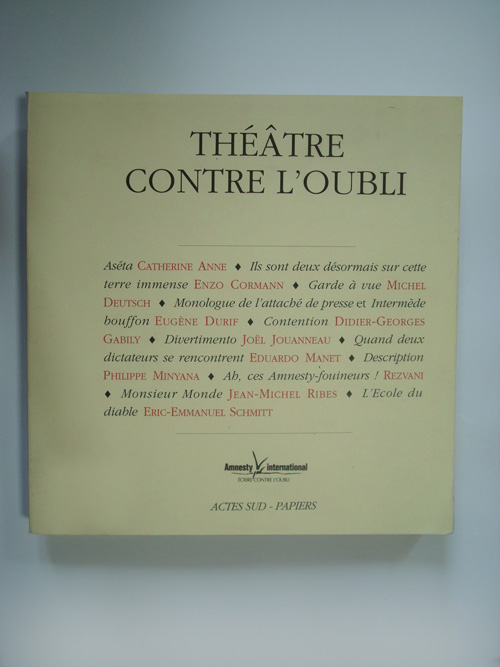 THÉÂTRE
CONTRE L'OUBLI
Aséta CATHERINE ANNE ♦ Ils sont deux désormais sur cette
terre immense ENZO CORMANN ♦ Garde à vue MICHEL
DEUTSCH ♦ Monologue de l'attaché de presse et Intermède
bouffon EUGÈNE DURIF ♦ Contention DIDIER-GEORGES
GABILY ♦ Divertimento JOËL JOUANNEAU ♦ Quand deux
dictateurs se rencontrent EDUARDO MANET ♦ Description
PHILIPPE MINYANA ♦ Ah, ces Amnesty-fouineurs ! REZVANI
♦ Monsieur Monde JEAN-MICHEL RIBES ♦ L'Ecole du
diable ERIC-EMMANUEL SCHMITT
Amnesty international
ÉCRIRE CONTRE L'OUBLI
ACTES SUD - PAPIERS